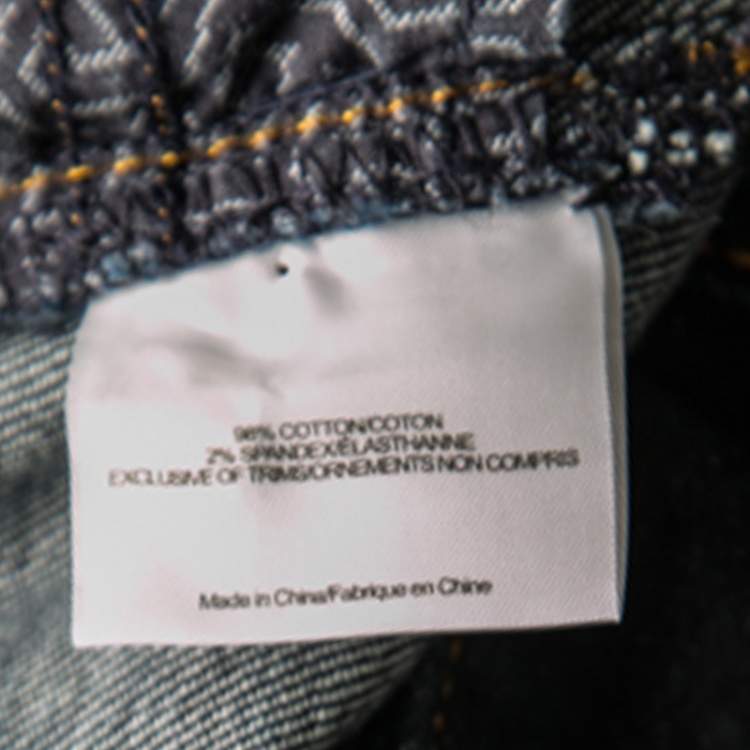 98% COTTON/COTON
2% SPANDEX/ÉLASTHANNE
EXCLUSIVE OF TRIMS/ORNEMENTS NON COMPRIS
Made in China/Fabrique en Chine